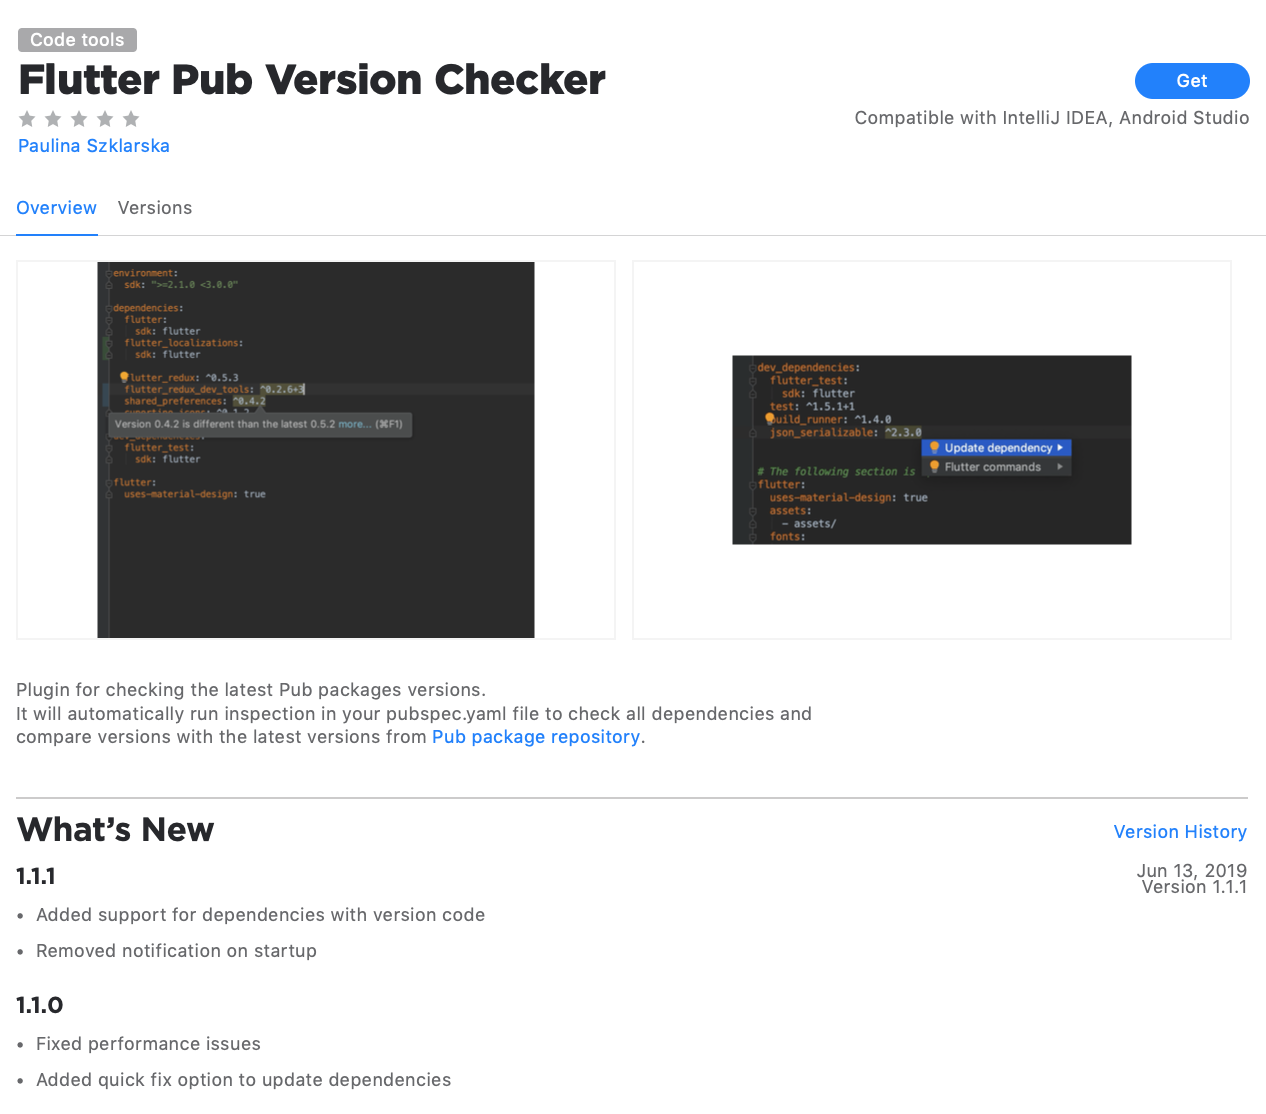 Code tools
Flutter Pub Version Checker
Get
Compatible with IntelliJ IDEA, Android Studio
Paulina Szklarska
Overview Versions
environment:
sdk: ">=2.1.0 <3.0.0"
dependencies:
flutter:
sdk: flutter
flutter_localizations:
sdk: flutter
lutter_redux: ^0.5.3
flutter_redux_dev_tools: ^0.2.6+3
shared_preferences: ^0.4.2
Version 0.4.2 is different than the latest 0.5.2 more... (⌘F1)
flutter_test:
sdk: flutter
flutter:
uses-material-design: true
dev_dependencies:
flutter_test:
sdk: flutter
test: ^1.5.1+1
build_runner: ^1.4.0
json_serializable: ^2.3.0
Update dependency
Flutter commands
# The following section is
flutter:
uses-material-design: true
assets:
- assets/
fonts:
Plugin for checking the latest Pub packages versions.
It will automatically run inspection in your pubspec.yaml file to check all dependencies and
compare versions with the latest versions from Pub package repository.
What's New
Version History
1.1.1
Jun 13, 2019
Version 1.1.1
• Added support for dependencies with version code
• Removed notification on startup
1.1.0
• Fixed performance issues
• Added quick fix option to update dependencies